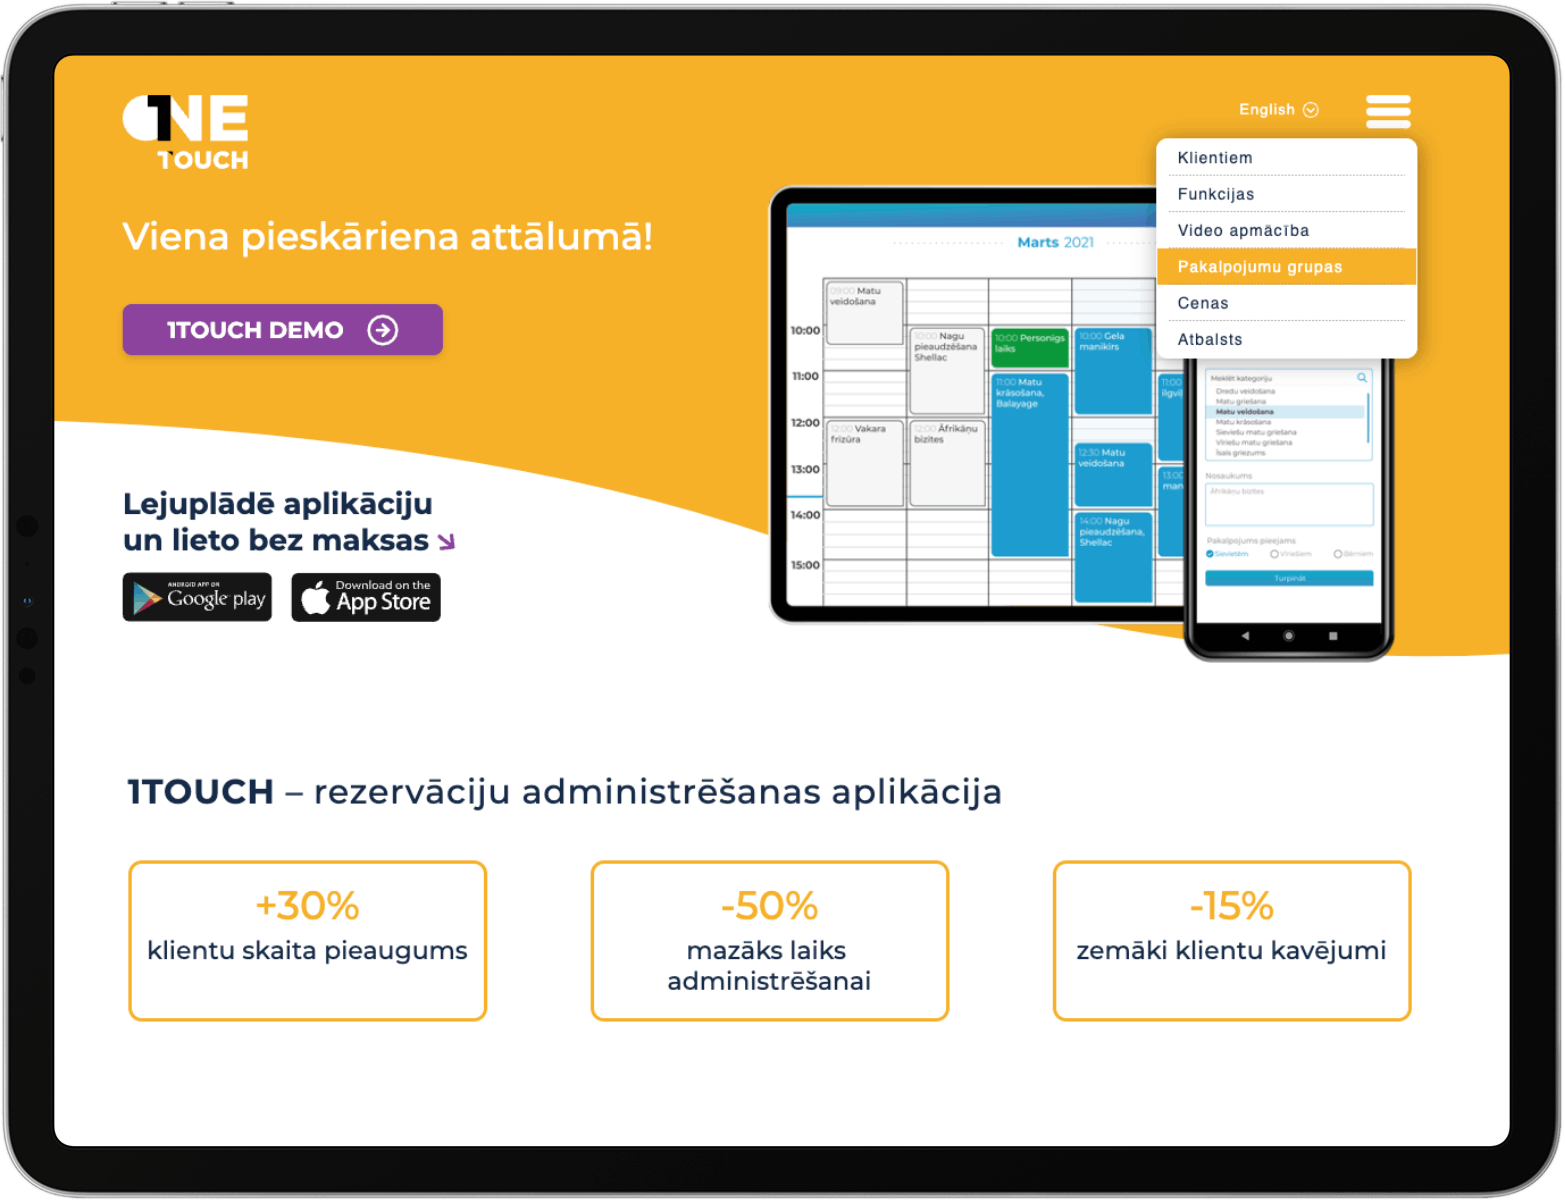 ONE
1TOUCH
English
Klientiem
Funkcijas
Video apmācība
Pakalpojumu grupas
Cenas
Atbalsts
Viena pieskāriena attālumā!
1TOUCH DEMO
Lejuplādē aplikāciju
un lieto bez maksas
ANDROID APP ON
Google play
Download on the
App Store
Marts 2021
10:00
11:00
12:00
13:00
14:00
15:00
09:00 Matu
veidošana
12:00 Vakara
frizūra
10:00 Nagu
pieaudzēšana
Shellac
12:00 Āfrikāņu
bizītes
10:00 Personīgs
laiks
11:00 Matu
krāsošana,
Balayage
10:00 Gela
manikīrs
12:30 Matu
veidošana
14:00 Nagu
pieaudzēšana,
Shellac
11:00
13:00
man
Meklēt kategoriju
Dredu veidošana
Matu griešana
Matu veidošana
Matu krāsošana
Sieviešu matu griešana
Vīriešu matu griešana
Īsais griezums
Nosaukums
Āfrikāņu bizītes
Pakalpojums pieejams
Sievietēm
Vīriešiem
Bērniem
Turpināt
1TOUCH – rezervāciju administrēšanas aplikācija
+30%
klientu skaita pieaugums
-50%
mazāks laiks
administrēšanai
-15%
zemāki klientu kavējumi